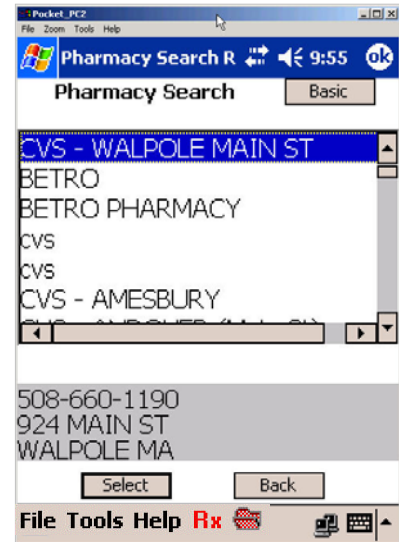 Pocket_PC2
File Zoom Tools Help
Pharmacy Search R 9:55 ok
Pharmacy Search Basic
CVS - WALPOLE MAIN ST
BETRO
BETRO PHARMACY
cvs
cvs
CVS - AMESBURY
508-660-1190
924 MAIN ST
WALPOLE MA
Select Back
File Tools Help Rx